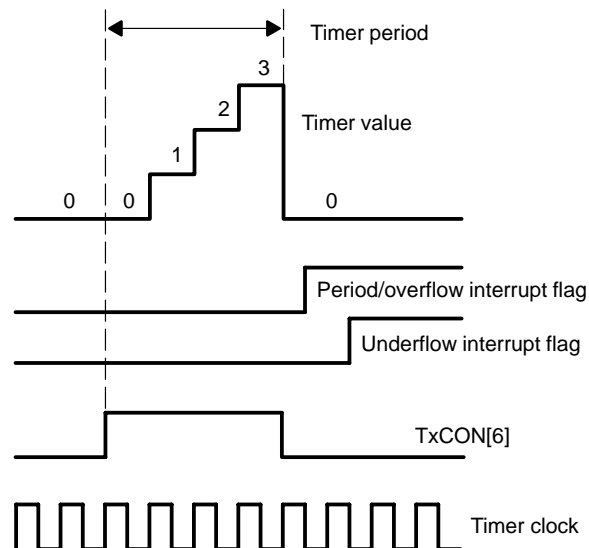 Timer period
3
2
Timer value
1
0 0 0
Period/overflow interrupt flag
Underflow interrupt flag
TxCON[6]
Timer clock